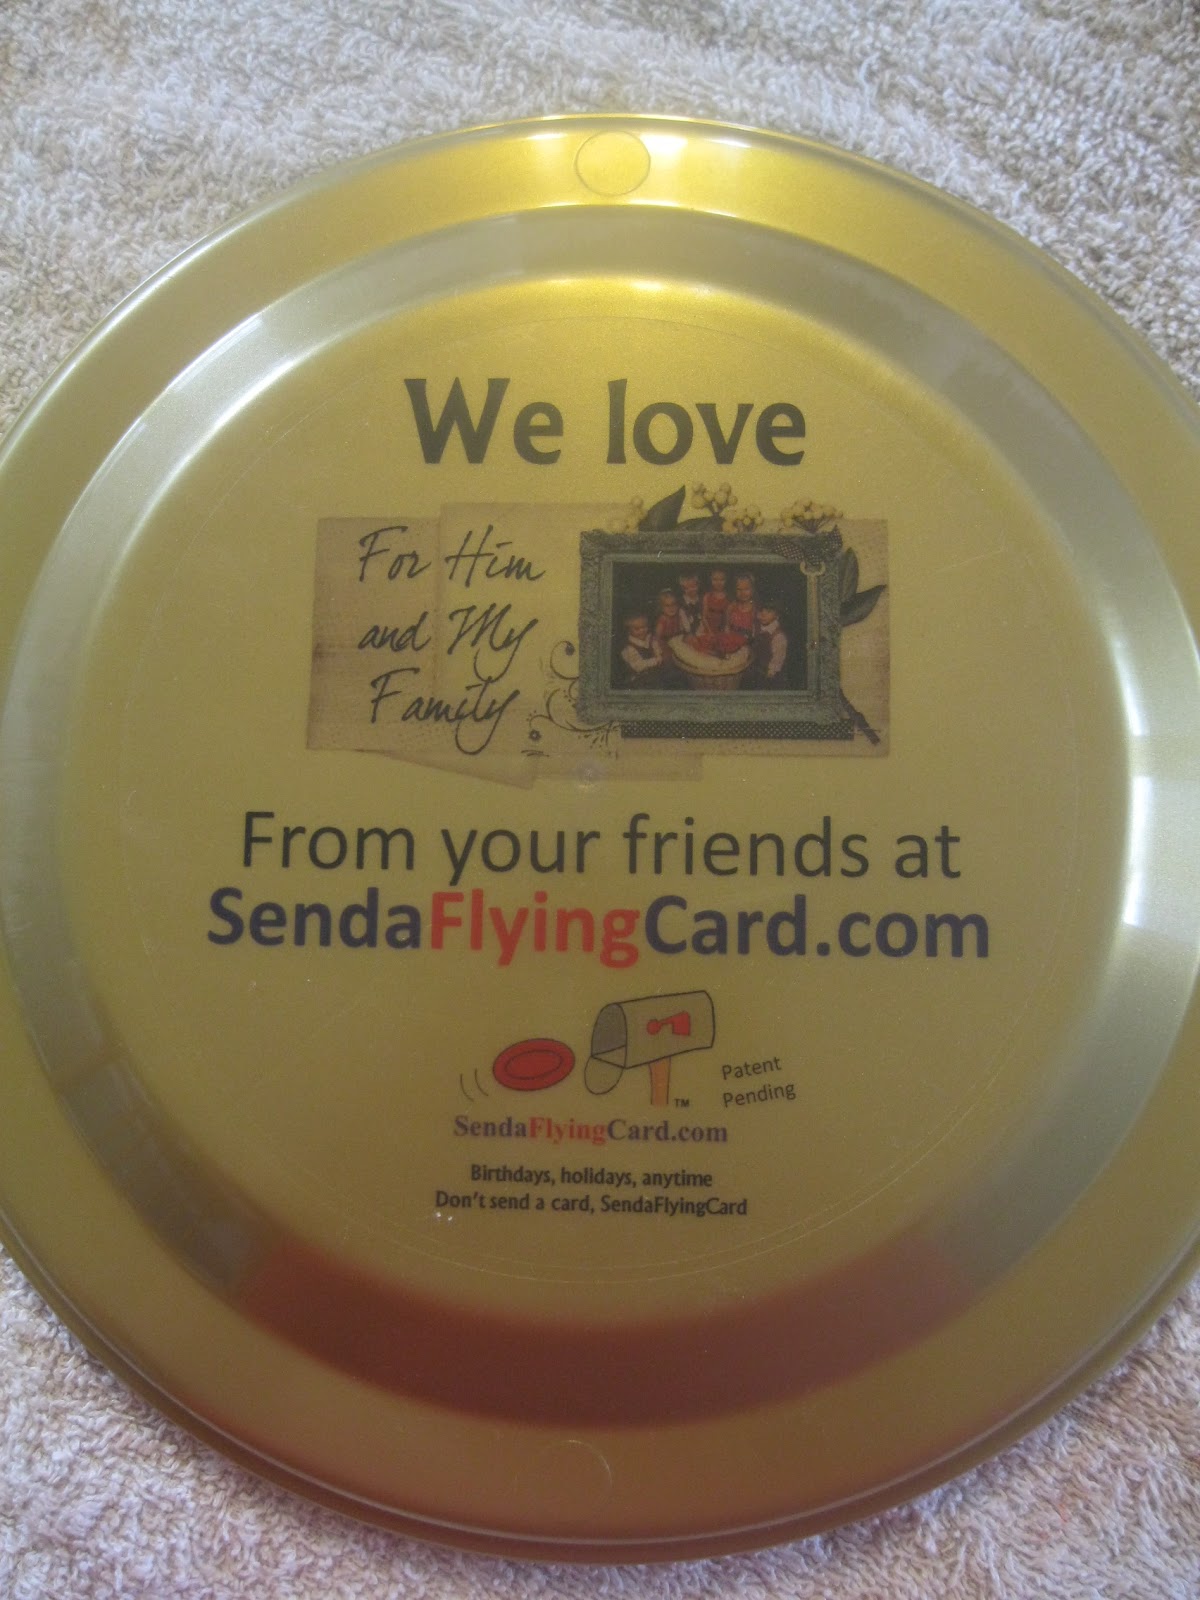 We love
For Him
and My
Family
From your friends at
SendaFlyingCard.com
Patent
Pending
TM
SendaFlyingCard.com
Birthdays, holidays, anytime
Don't send a card, SendaFlyingCard